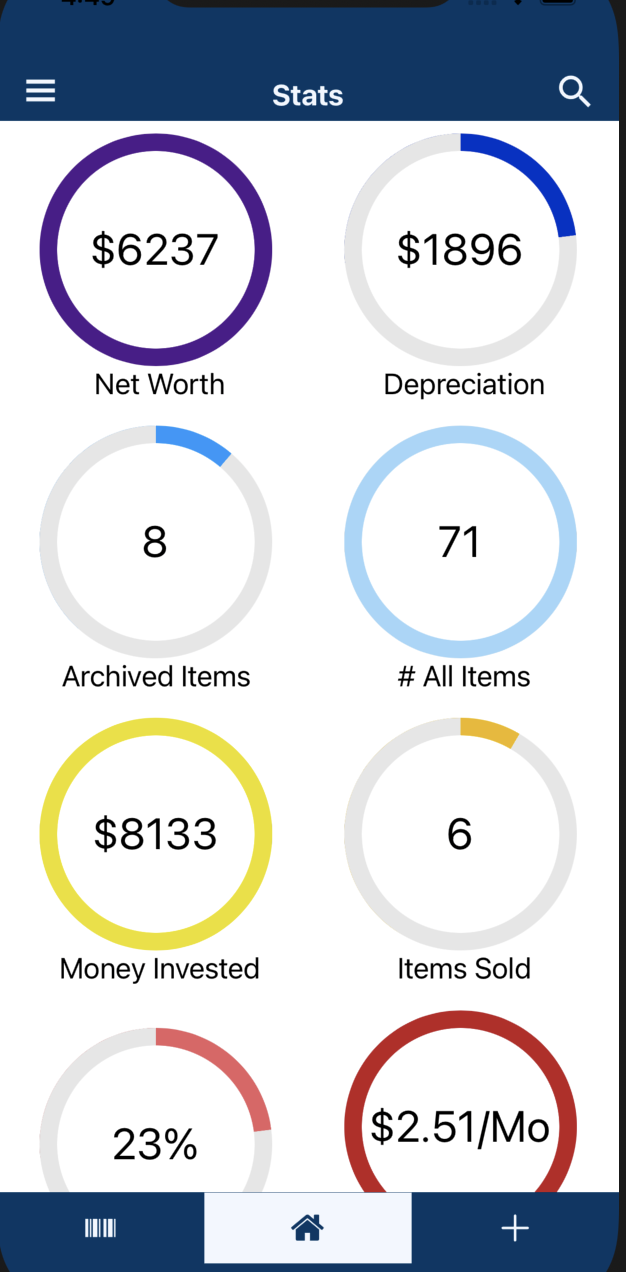 Stats
$6237
$1896
Net Worth
Depreciation
8
71
Archived Items
# All Items
$8133
6
Money Invested
Items Sold
23%
$2.51/Mo